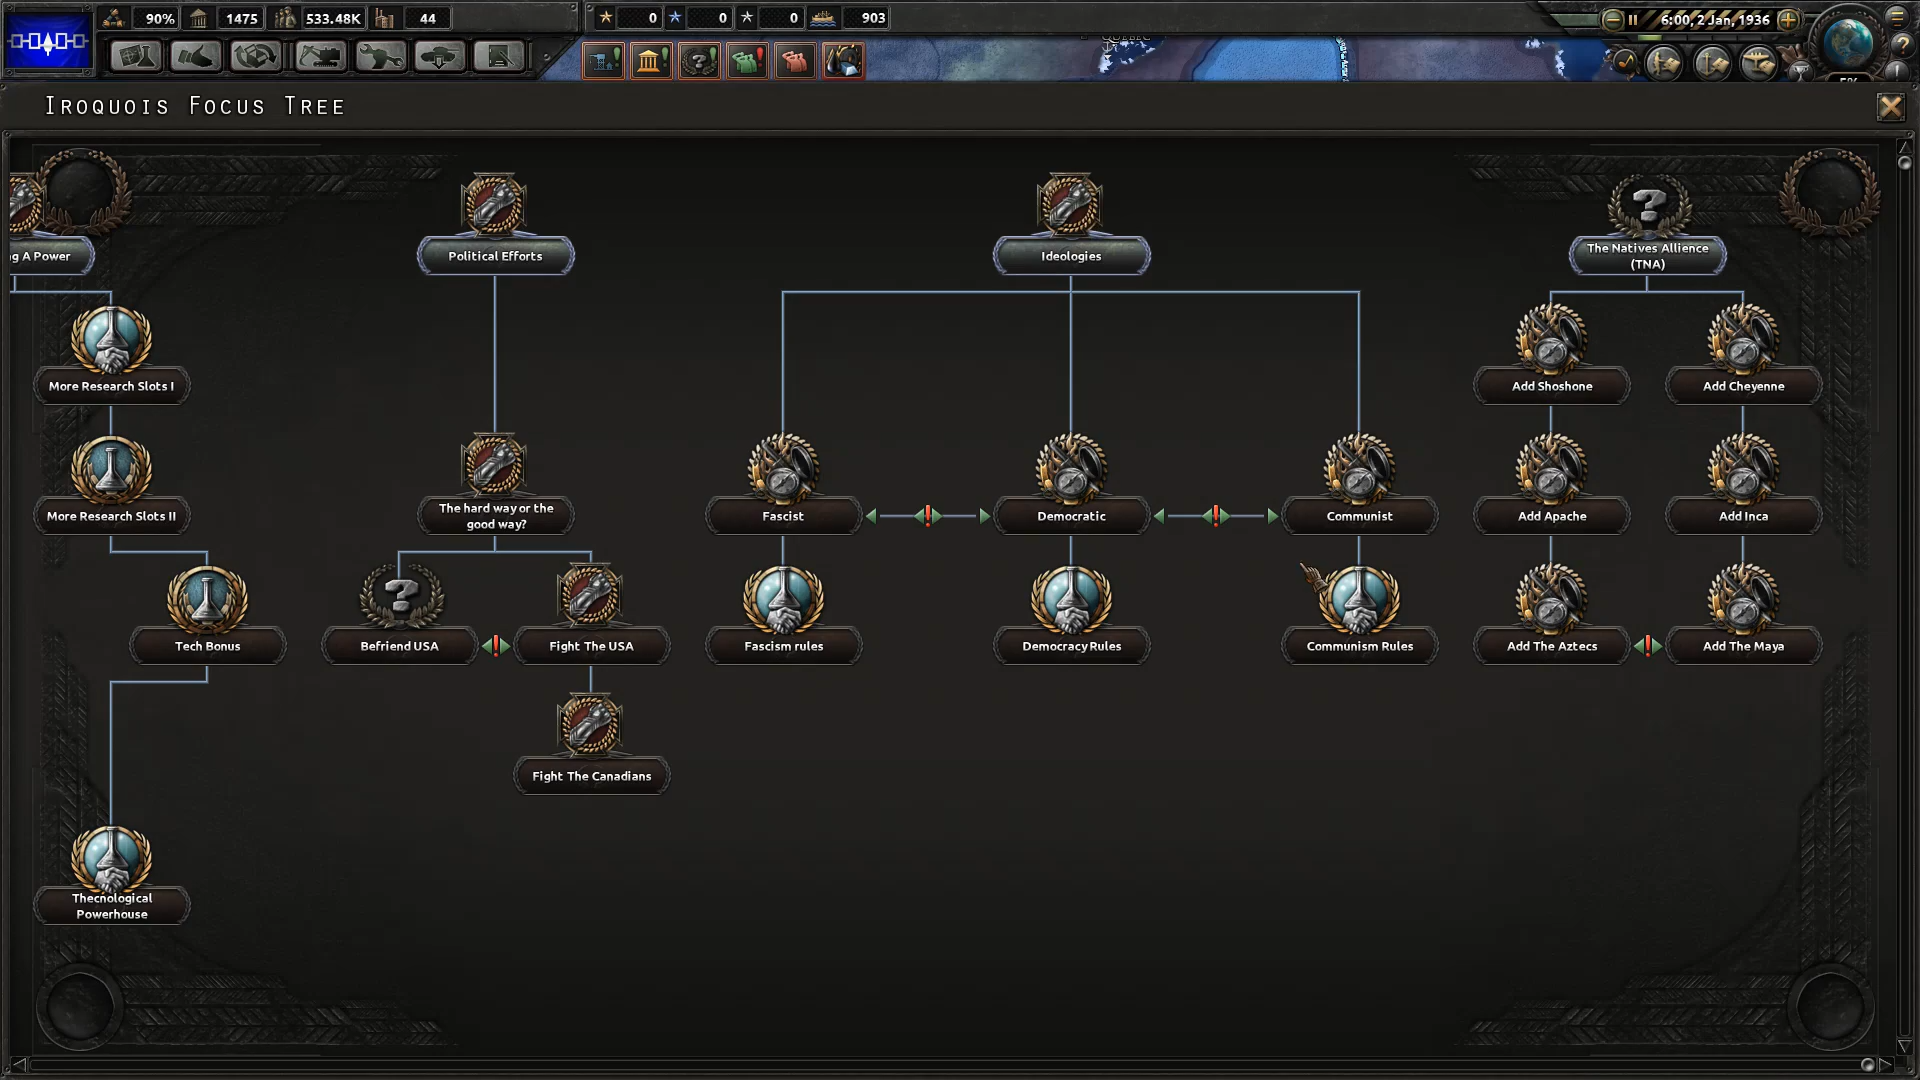 90%
1475
533.48K
44
0
0
0
903
6:00, 2 Jan, 1936
QUEBEC
5%
Iroquois Focus Tree
g A Power
Political Efforts
Ideologies
The Natives Allience
(TNA)
More Research Slots I
Add Shoshone
Add Cheyenne
More Research Slots II
The hard way or the
good way?
Fascist
Democratic
Communist
Add Apache
Add Inca
Tech Bonus
Befriend USA
Fight The USA
Fascism rules
Democracy Rules
Communism Rules
Add The Aztecs
Add The Maya
Fight The Canadians
Thecnological
Powerhouse